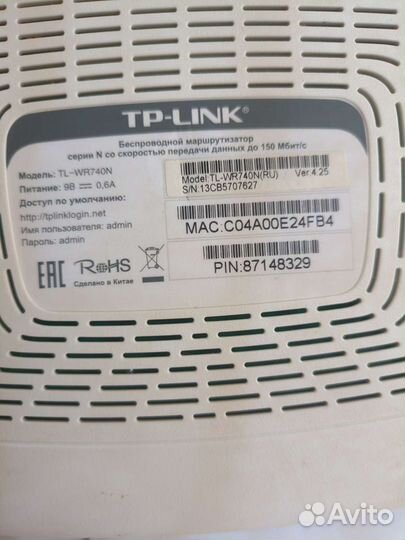 TP-LINK
Беспроводной маршрутизатор
серии N со скоростью передачи данных до 150 Мбит/с
Модель: TL-WR740N
Питание: 9В ⎓ 0,6А
Доступ по умолчанию:
http://tplinklogin.net
Имя пользователя: admin
Пароль: admin
Model:TL-WR740N(RU) Ver:4.25
S/N:13CB5707627
MAC:C04A00E24FB4
PIN:87148329
EAC RoHS
Сделано в Китае
Avito